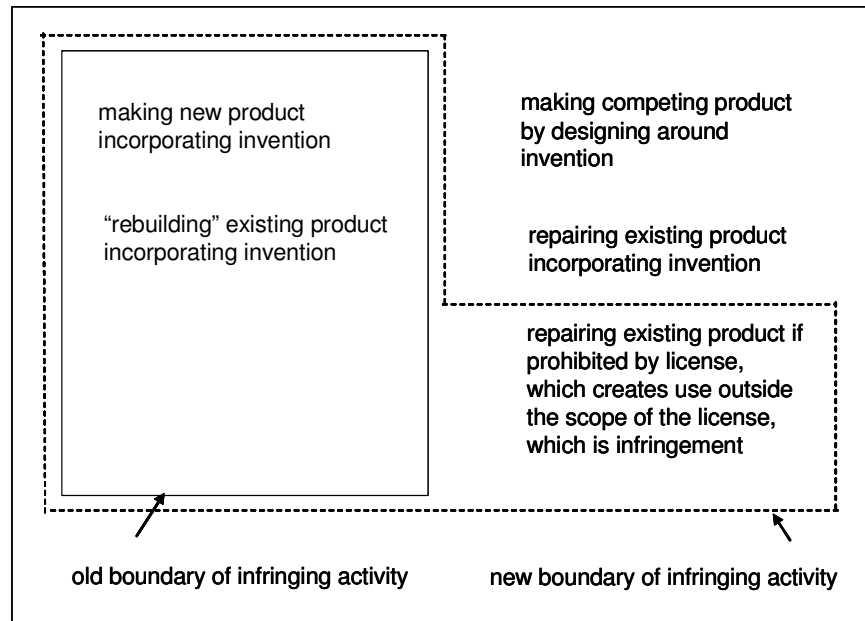 making new product
incorporating invention
“rebuilding” existing product
incorporating invention
making competing product
by designing around
invention
repairing existing product
incorporating invention
repairing existing product if
prohibited by license,
which creates use outside
the scope of the license,
which is infringement
old boundary of infringing activity
new boundary of infringing activity